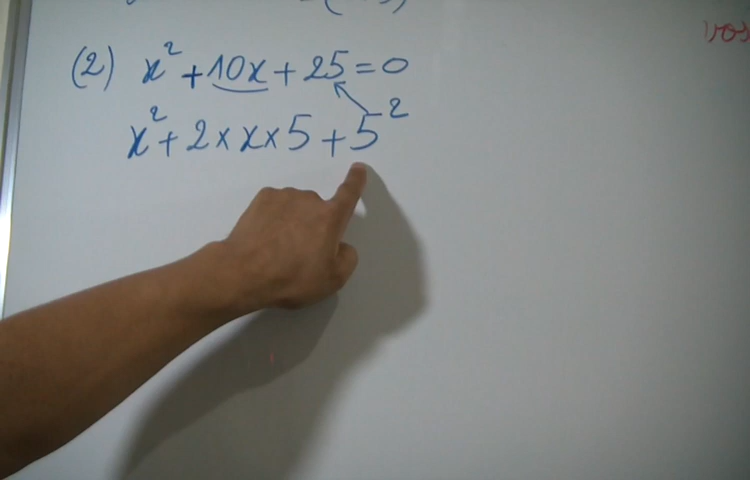 (2) x² + 10x + 25 = 0
x² + 2 × x × 5 + 5²